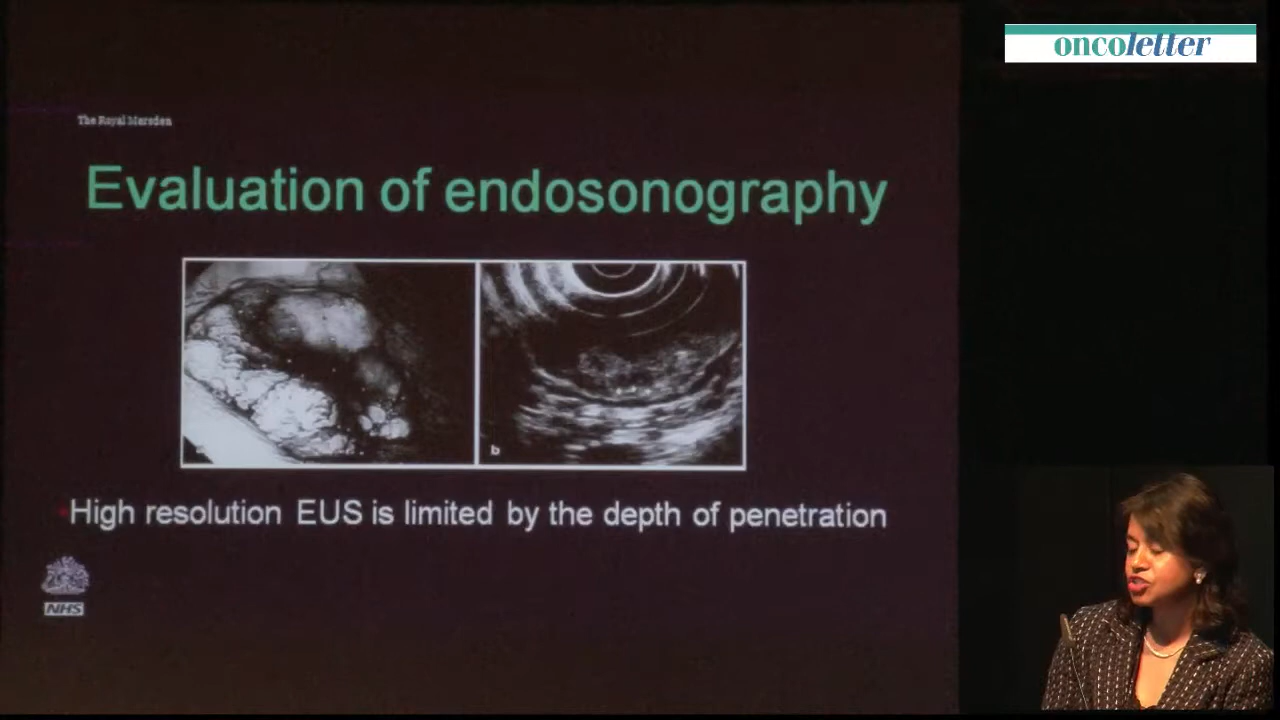 oncoletter
The Royal Marsden
Evaluation of endosonography
b
High resolution EUS is limited by the depth of penetration
NHS